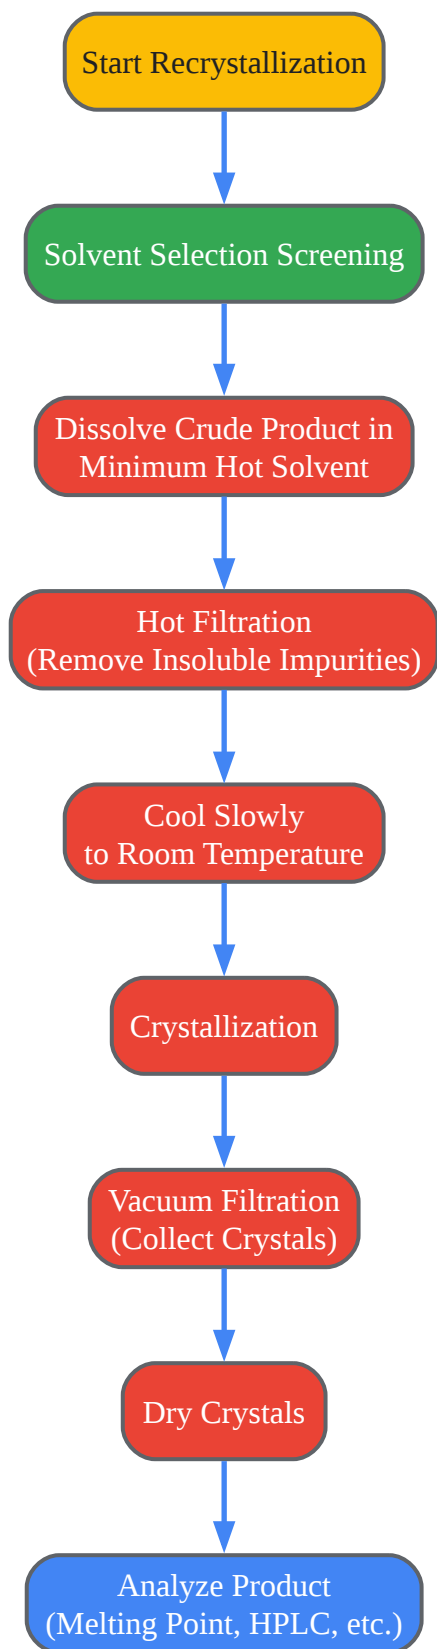 Start Recrystallization
Solvent Selection Screening
Dissolve Crude Product in
Minimum Hot Solvent
Hot Filtration
(Remove Insoluble Impurities)
Cool Slowly
to Room Temperature
Crystallization
Vacuum Filtration
(Collect Crystals)
Dry Crystals
Analyze Product
(Melting Point, HPLC, etc.)